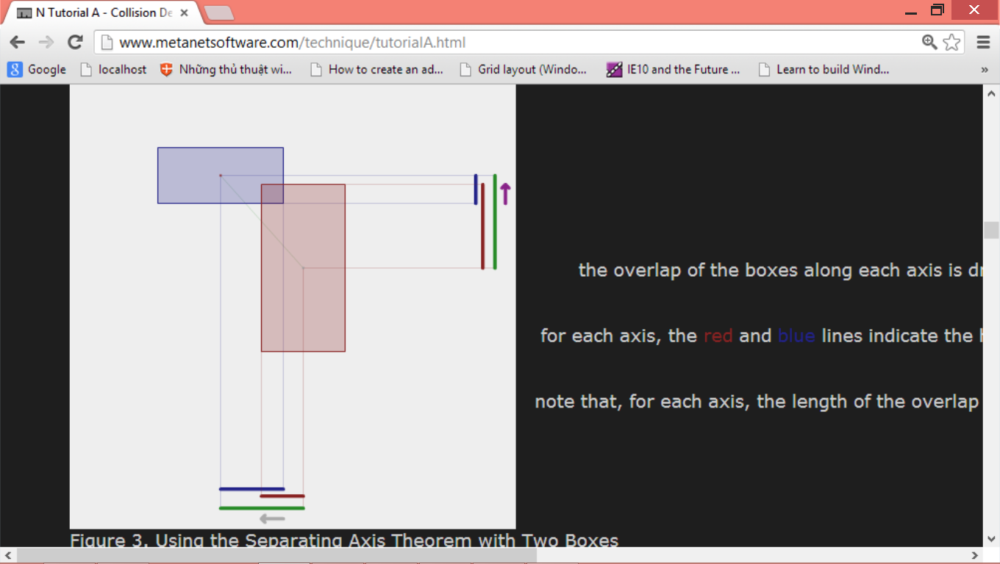 N Tutorial A - Collision De
www.metanetsoftware.com/technique/tutorialA.html
Google localhost Những thủ thuật wi... How to create an ad... Grid layout (Windo... IE10 and the Future ... Learn to build Wind... »
the overlap of the boxes along each axis is dr
for each axis, the red and blue lines indicate the h
note that, for each axis, the length of the overlap
Figure 3. Using the Separating Axis Theorem with Two Boxes